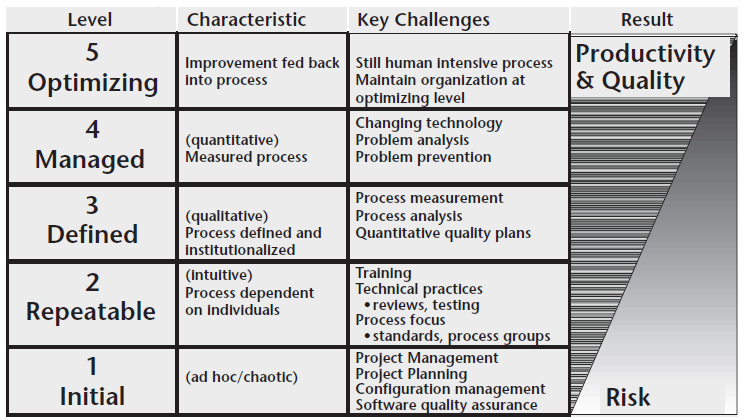 Level
Characteristic
Key Challenges
Result
5
Optimizing
Improvement fed back
into process
Still human intensive process
Maintain organization at
optimizing level
Productivity
& Quality
4
Managed
(quantitative)
Measured process
Changing technology
Problem analysis
Problem prevention
3
Defined
(qualitative)
Process defined and
institutionalized
Process measurement
Process analysis
Quantitative quality plans
2
Repeatable
(intuitive)
Process dependent
on individuals
Training
Technical practices
• reviews, testing
Process focus
• standards, process groups
1
Initial
(ad hoc/chaotic)
Project Management
Project Planning
Configuration management
Software quality assurance
Risk